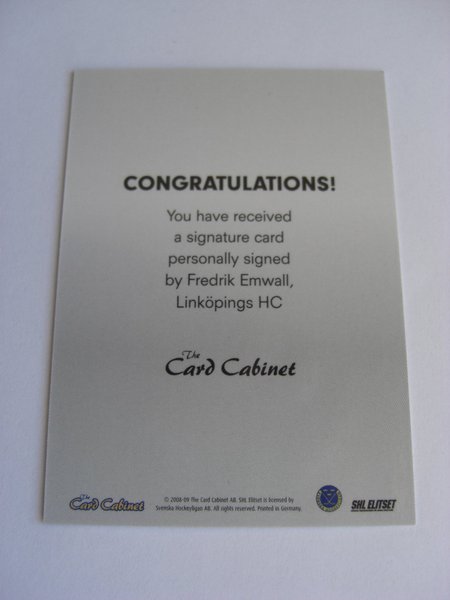 CONGRATULATIONS!
You have received
a signature card
personally signed
by Fredrik Emwall,
Linköpings HC
The
Card Cabinet
The
Card Cabinet
© 2008-09 The Card Cabinet AB. SHL Elitset is licensed by
Svenska Hockeyligan AB. All rights reserved. Printed in Germany.
SHL ELITSET